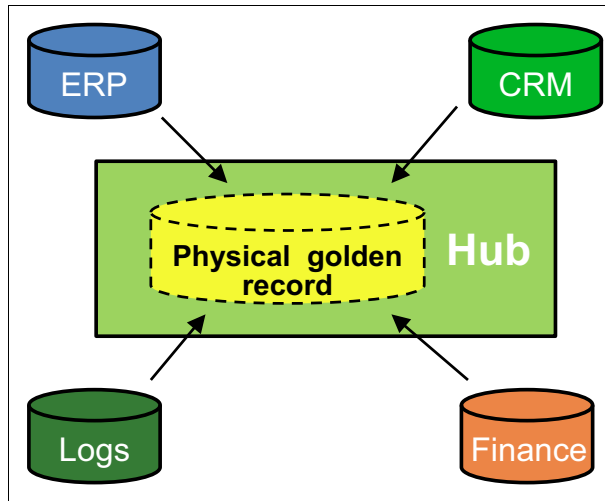 ERP
CRM
Physical golden
record
Hub
Logs
Finance